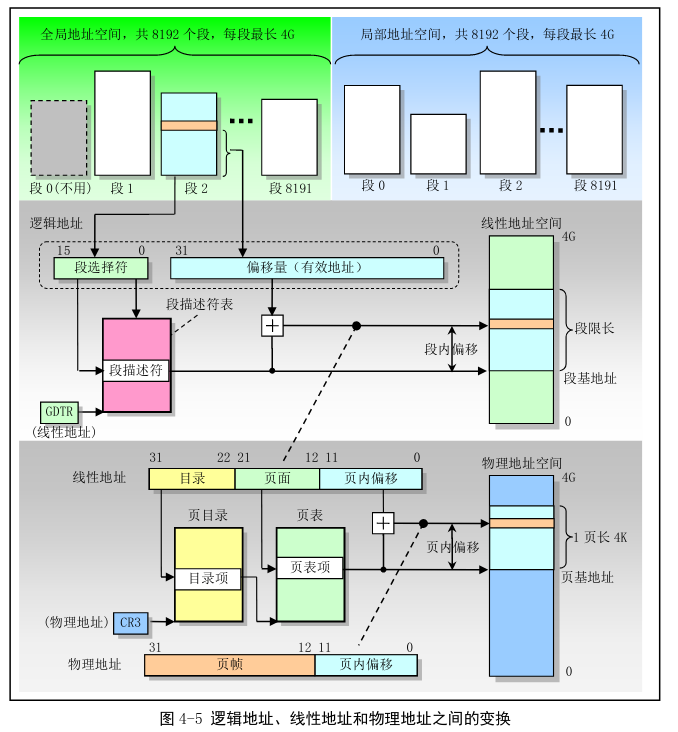 全局地址空间，共 8192 个段，每段最长 4G
局部地址空间，共 8192 个段，每段最长 4G
段 0(不用)
段 1
段 2
段 8191
段 0
段 1
段 2
段 8191
逻辑地址
线性地址空间
4G
15
0
31
0
段选择符
偏移量（有效地址）
段描述符表
段限长
段内偏移
段描述符
段基地址
GDTR
(线性地址)
0
31
22
21
12
11
0
物理地址空间
4G
线性地址
目录
页面
页内偏移
页目录
页表
1 页长 4K
页内偏移
目录项
页表项
页基地址
(物理地址)
CR3
31
12
11
0
物理地址
页帧
页内偏移
0
图 4-5 逻辑地址、线性地址和物理地址之间的变换